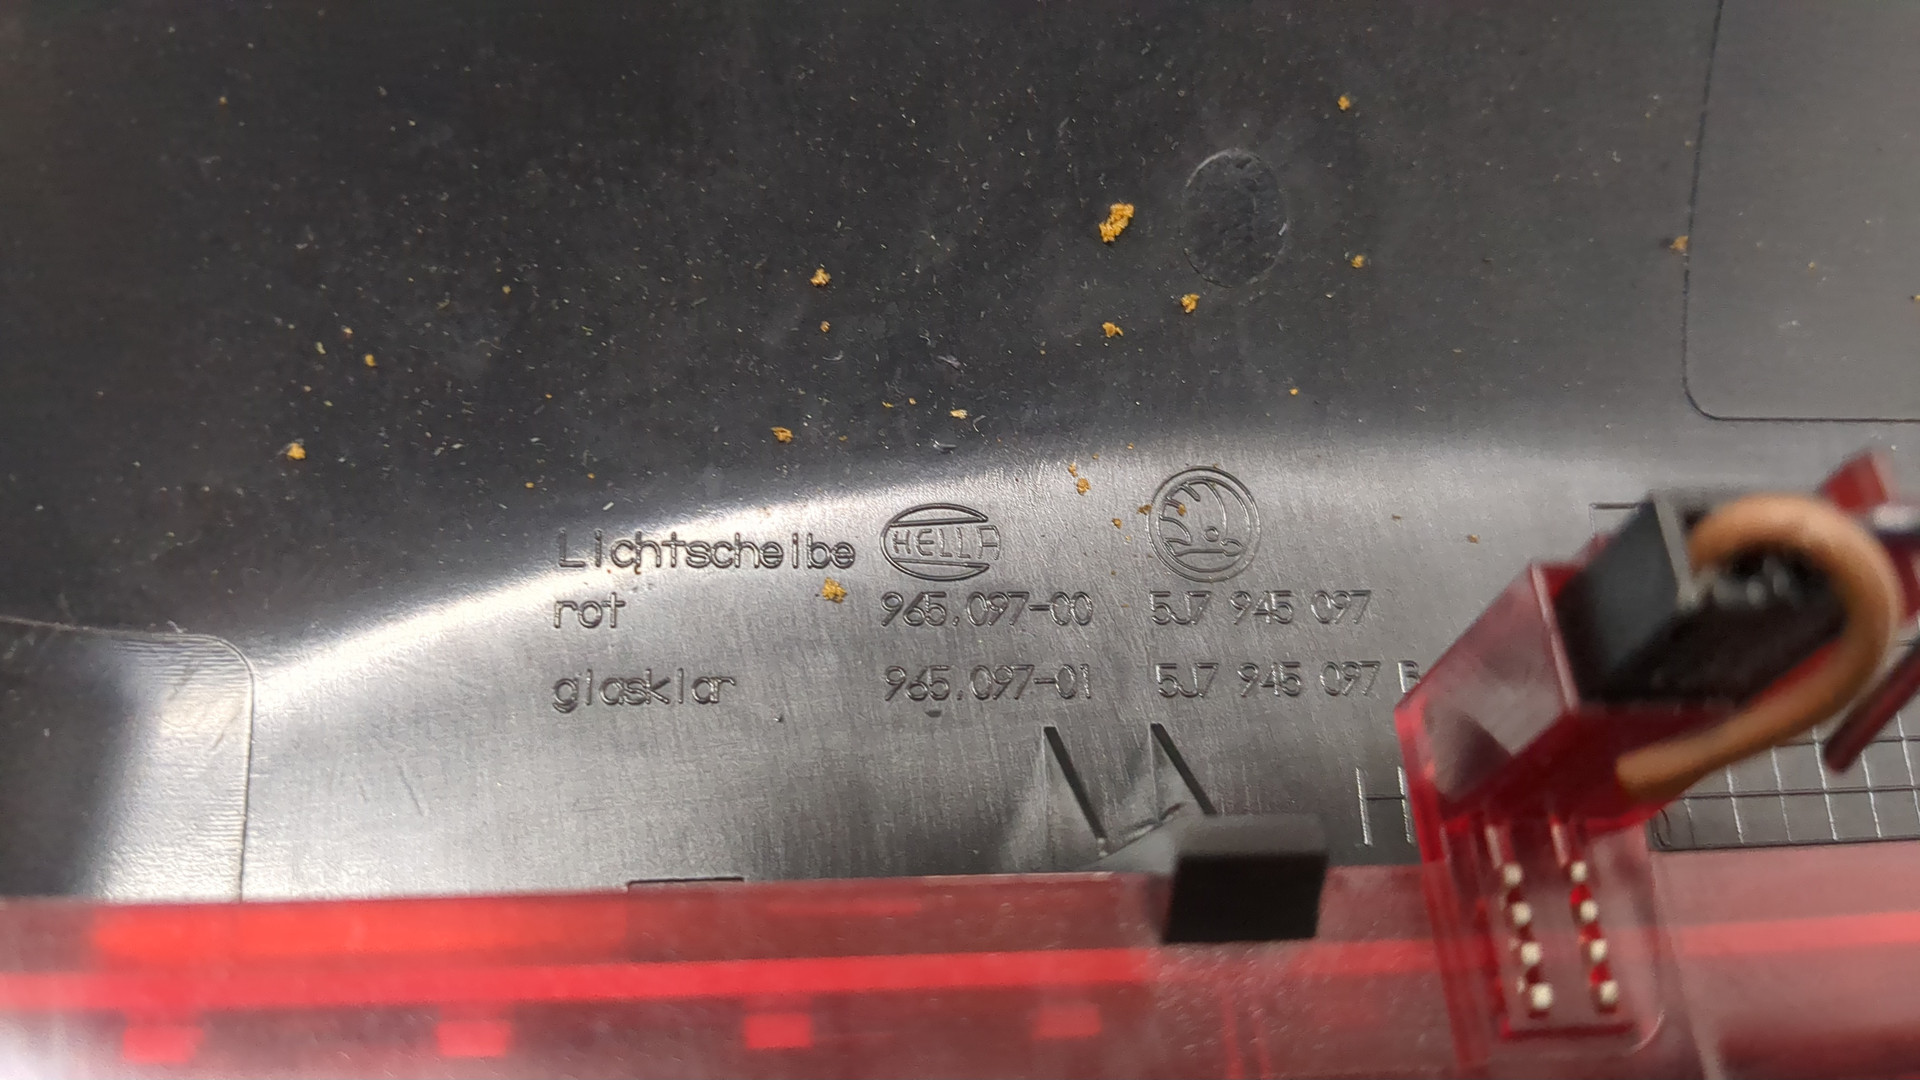 Lichtscheibe HELLA
rot 965.097-00 5J7 945 097
glasklar 965.097-01 5J7 945 097 B